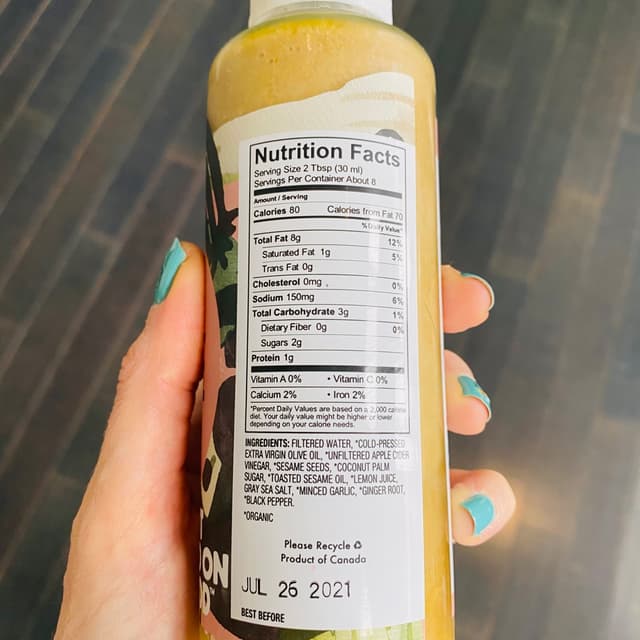 Nutrition Facts
Serving Size 2 Tbsp (30 ml)
Servings Per Container About 8
Amount / Serving
Calories 80 Calories from Fat 70
% Daily Value*
Total Fat 8g 12%
Saturated Fat 1g 5%
Trans Fat 0g
Cholesterol 0mg 0%
Sodium 150mg 6%
Total Carbohydrate 3g 1%
Dietary Fiber 0g 0%
Sugars 2g
Protein 1g
Vitamin A 0% • Vitamin C 0%
Calcium 2% • Iron 2%
*Percent Daily Values are based on a 2,000 calorie
diet. Your daily value might be higher or lower
depending on your calorie needs.
INGREDIENTS: FILTERED WATER, *COLD-PRESSED
EXTRA VIRGIN OLIVE OIL, *UNFILTERED APPLE CIDER
VINEGAR, *SESAME SEEDS, *COCONUT PALM
SUGAR, *TOASTED SESAME OIL, *LEMON JUICE,
GRAY SEA SALT, *MINCED GARLIC, *GINGER ROOT,
*BLACK PEPPER.
*ORGANIC
Please Recycle
Product of Canada
JUL 26 2021
BEST BEFORE